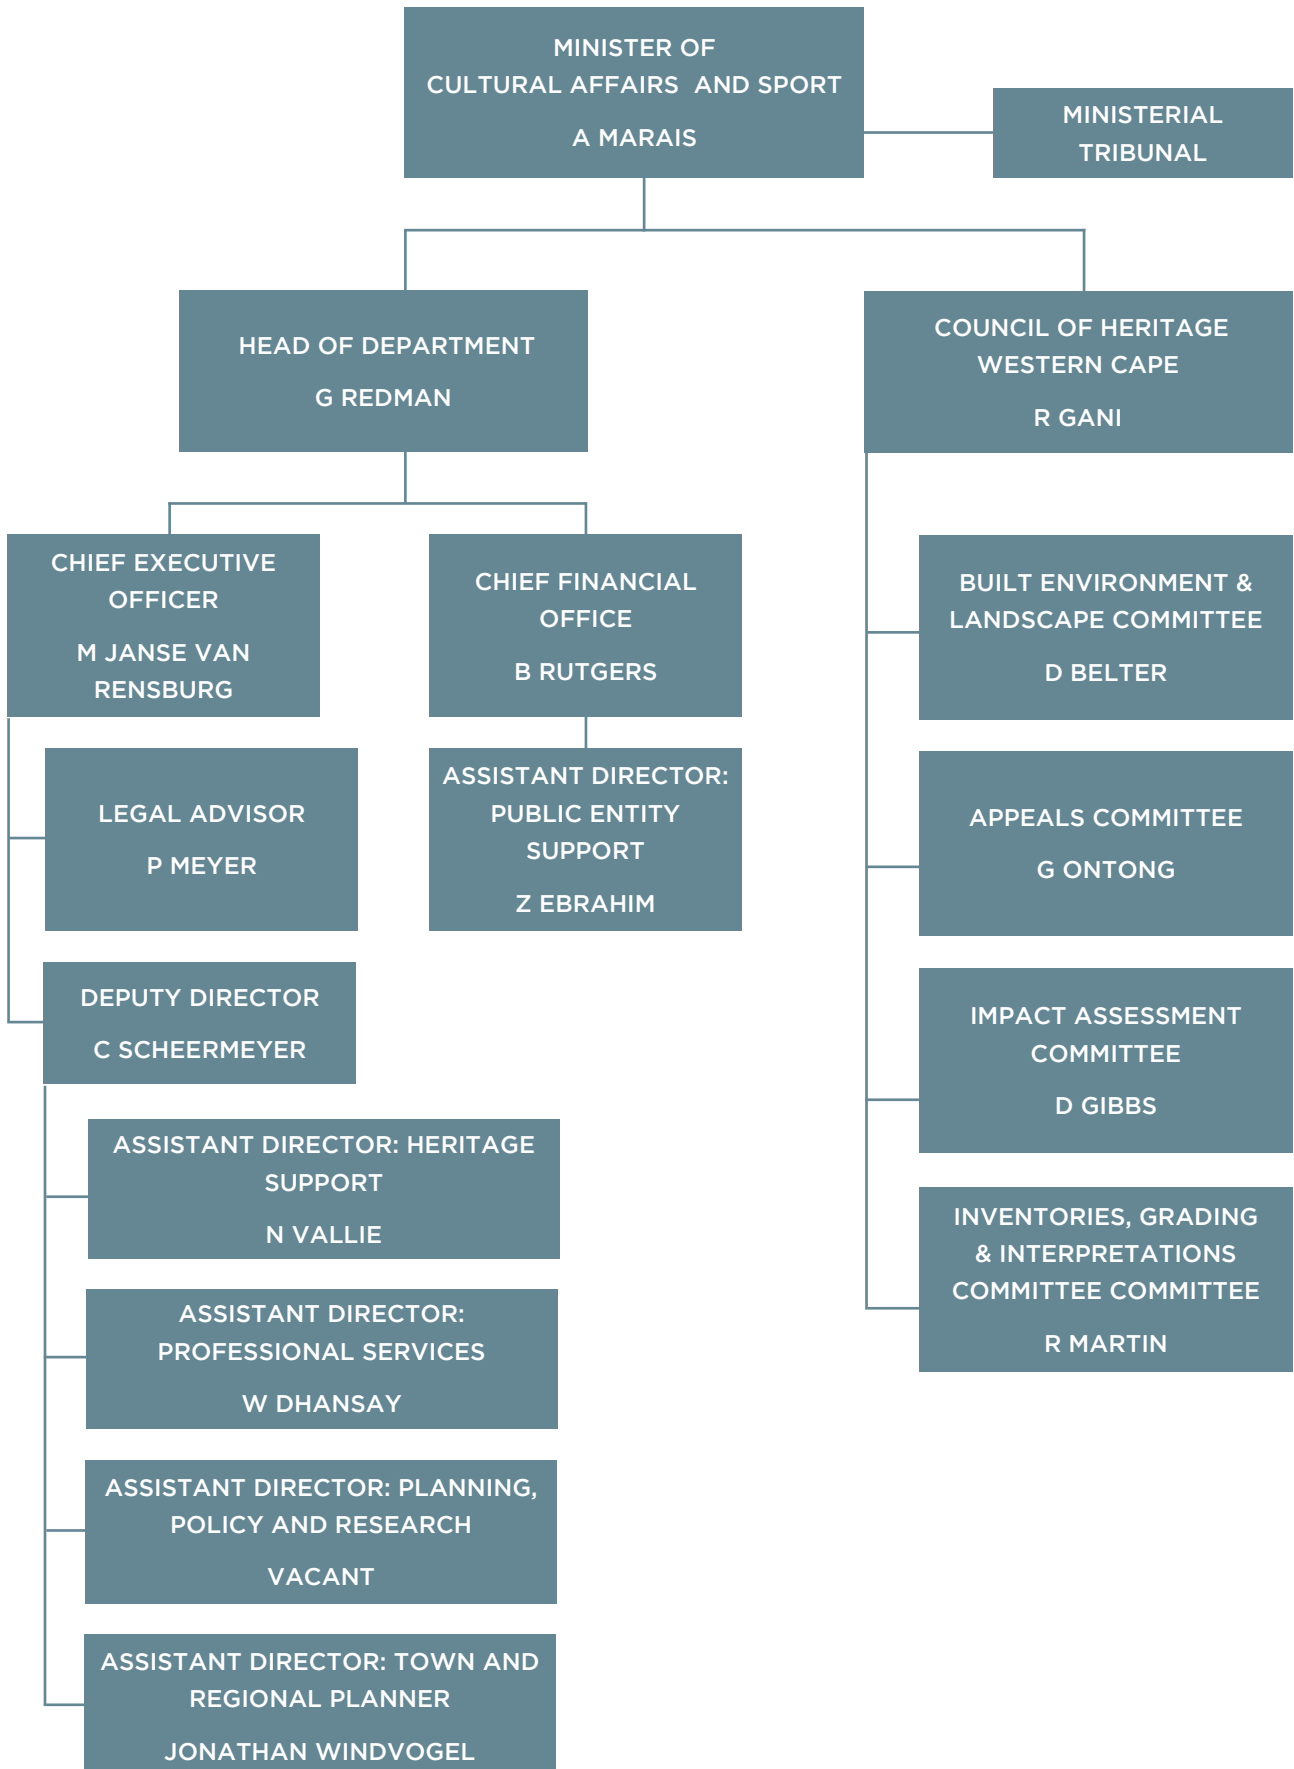 MINISTER OF
CULTURAL AFFAIRS AND SPORT
A MARAIS
MINISTERIAL
TRIBUNAL
HEAD OF DEPARTMENT
G REDMAN
COUNCIL OF HERITAGE
WESTERN CAPE
R GANI
CHIEF EXECUTIVE
OFFICER
M JANSE VAN
RENSBURG
CHIEF FINANCIAL
OFFICE
B RUTGERS
BUILT ENVIRONMENT &
LANDSCAPE COMMITTEE
D BELTER
LEGAL ADVISOR
P MEYER
ASSISTANT DIRECTOR:
PUBLIC ENTITY
SUPPORT
Z EBRAHIM
APPEALS COMMITTEE
G ONTONG
DEPUTY DIRECTOR
C SCHEERMEYER
IMPACT ASSESSMENT
COMMITTEE
D GIBBS
ASSISTANT DIRECTOR: HERITAGE
SUPPORT
N VALLIE
INVENTORIES, GRADING
& INTERPRETATIONS
COMMITTEE COMMITTEE
R MARTIN
ASSISTANT DIRECTOR:
PROFESSIONAL SERVICES
W DHANSAY
ASSISTANT DIRECTOR: PLANNING,
POLICY AND RESEARCH
VACANT
ASSISTANT DIRECTOR: TOWN AND
REGIONAL PLANNER
JONATHAN WINDVOGEL